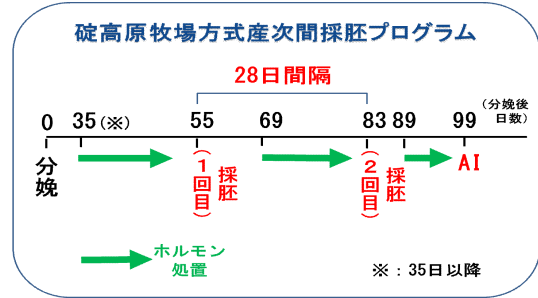 碇高原牧場方式産次間採胚プログラム
28日間隔
0 35(※) 55 69 83 89 99 (分娩後日数)
分娩
採胚(1回目)
採胚(2回目)
AI
ホルモン
処置
※:35日以降